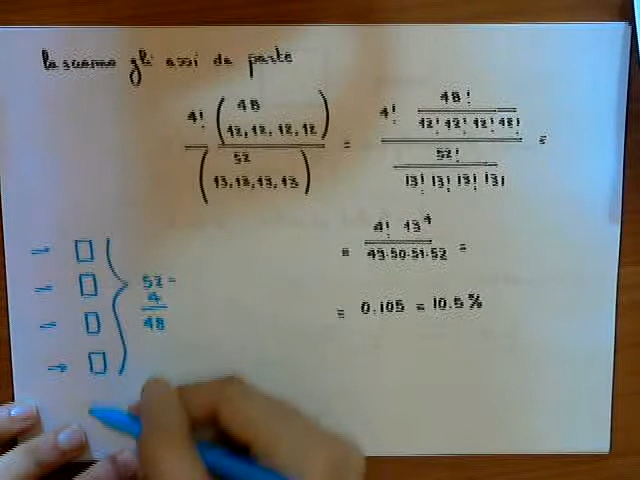 lasciamo gli assi da parte
4! ( 48
12, 12, 12, 12 )
( 52
13, 13, 13, 13 )
= 4! 48!
12! 12! 12! 12!
52!
13! 13! 13! 13!
=
= 4! 13^4
49·50·51·52
=
= 0.105 = 10.5 %
→ □
→ □
→ □
→ □
52 -
4
48